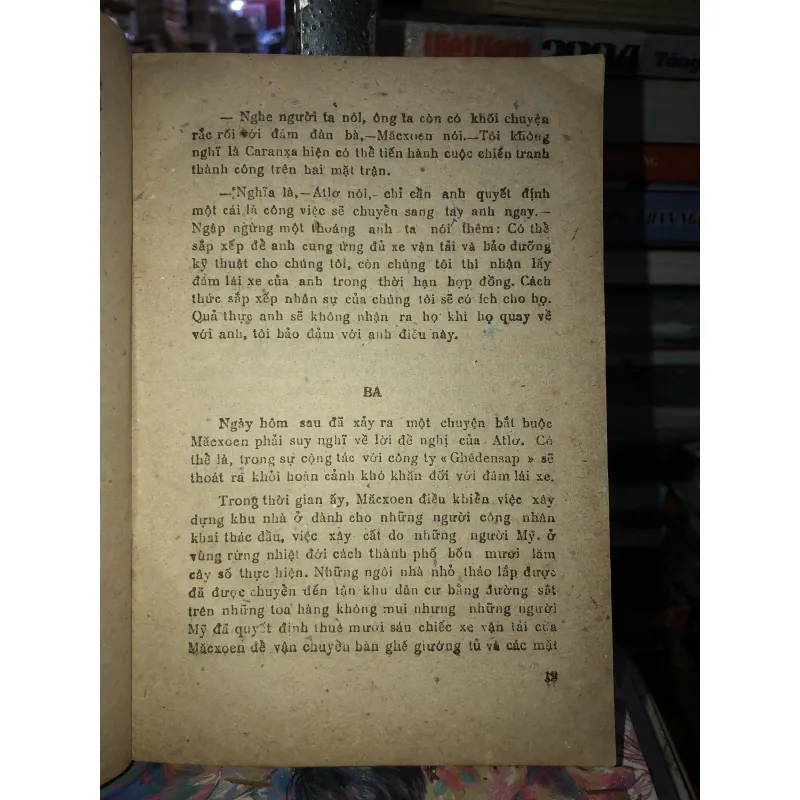 — Nghe người ta nói, ông ta còn có khối chuyện
rắc rối với đám đàn bà,—Măcxoen nói.—Tôi không
nghĩ là Caranxa hiện có thể tiến hành cuộc chiến tranh
thành công trên hai mặt trận.
—Nghĩa là,—Atlơ nói,— chỉ cần anh quyết định
một cái là công việc sẽ chuyển sang tay anh ngay.—
Ngập ngừng một thoáng anh ta nói thêm: Có thể
sắp xếp để anh cung ứng đủ xe vận tải và bảo dưỡng
kỹ thuật cho chúng tôi, còn chúng tôi thì nhận lấy
đám lái xe của anh trong thời hạn hợp đồng. Cách
thức sắp xếp nhân sự của chúng tôi sẽ có ích cho họ.
Quả thực anh sẽ không nhận ra họ khi họ quay về
với anh, tôi bảo đảm với anh điều này.
BA
Ngày hôm sau đã xảy ra một chuyện bắt buộc
Măcxoen phải suy nghĩ về lời đề nghị của Atlơ. Có
thể là, trong sự cộng tác với công ty « Ghêdensap » sẽ
thoát ra khỏi hoàn cảnh khó khăn đối với đám lái xe.
Trong thời gian ấy, Măcxoen điều khiển việc xây
dựng khu nhà ở dành cho những người công nhân
khai thác dầu, việc xây cất do những người Mỹ. ở
vùng rừng nhiệt đới cách thành phố bốn mươi lăm
cây số thực hiện. Những ngôi nhà nhỏ tháo lắp được
đã được chuyển đến tận khu dân cư bằng đường sắt
trên những toa hàng không mui nhưng những người
Mỹ đã quyết định thuê mươi sáu chiếc xe vận tải của
Măcxoen để vận chuyển bàn ghế giường tủ và các mặt
19
Việt Nam
2004
Tổng